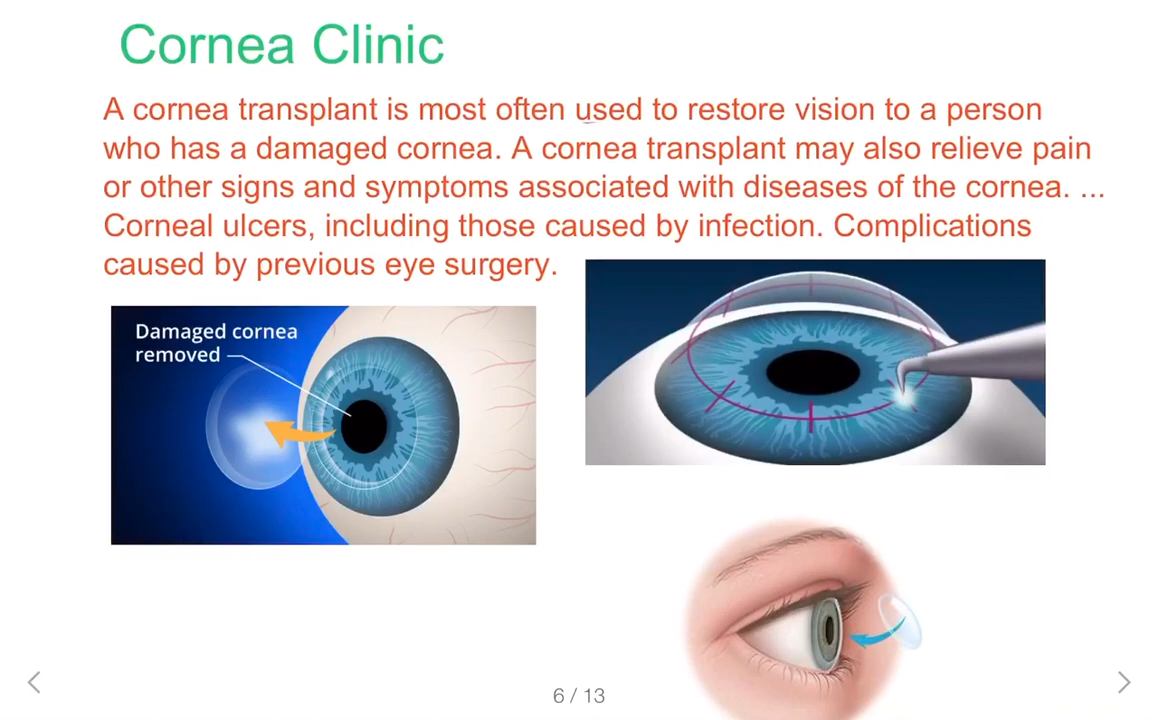 Cornea Clinic
A cornea transplant is most often used to restore vision to a person
who has a damaged cornea. A cornea transplant may also relieve pain
or other signs and symptoms associated with diseases of the cornea. ...
Corneal ulcers, including those caused by infection. Complications
caused by previous eye surgery.
Damaged cornea
removed
6 / 13